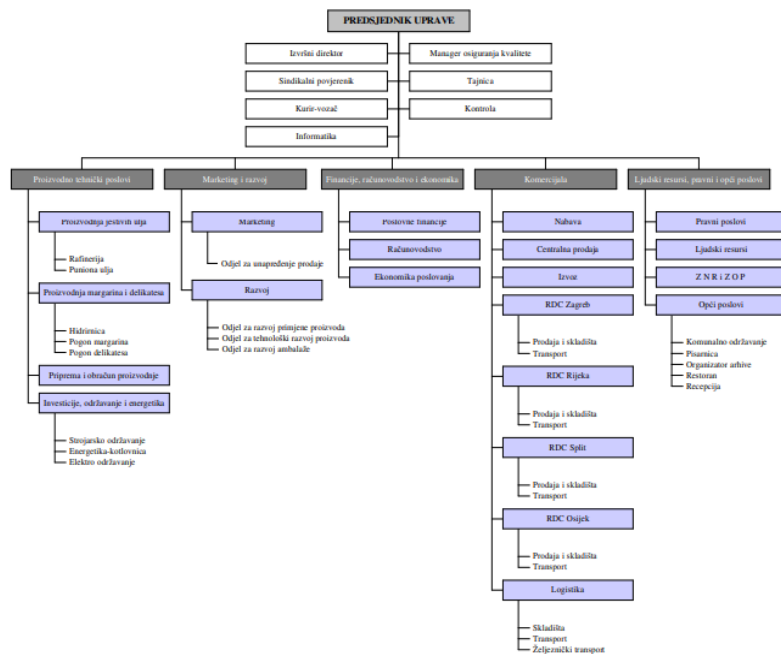 PREDSJEDNIK UPRAVE
Izvršni direktor
Manager osiguranja kvalitete
Sindikalni povjerenik
Tajnica
Kurir-vozač
Kontrola
Informatika
Proizvodno tehnički poslovi
Proizvodnja jestivih ulja
Rafinerija
Puniona ulja
Proizvodnja margarina i delikatesa
Hidrirnica
Pogon margarina
Pogon delikatesa
Priprema i obračun proizvodnje
Investicije, održavanje i energetika
Strojarsko održavanje
Energetika-kotlovnica
Elektro održavanje
Marketing i razvoj
Marketing
Odjel za unapređenje prodaje
Razvoj
Odjel za razvoj primjene proizvoda
Odjel za tehnološki razvoj proizvoda
Odjel za razvoj ambalaže
Financije, računovodstvo i ekonomika
Poslovne financije
Računovodstvo
Ekonomika poslovanja
Komercijala
Nabava
Centralna prodaja
Izvoz
RDC Zagreb
Prodaja i skladišta
Transport
RDC Rijeka
Prodaja i skladišta
Transport
RDC Split
Prodaja i skladišta
Transport
RDC Osijek
Prodaja i skladišta
Transport
Logistika
Skladišta
Transport
Željeznički transport
Ljudski resursi, pravni i opći poslovi
Pravni poslovi
Ljudski resursi
Z N R i Z O P
Opći poslovi
Komunalno održavanje
Pisarnica
Organizator arhive
Restoran
Recepcija